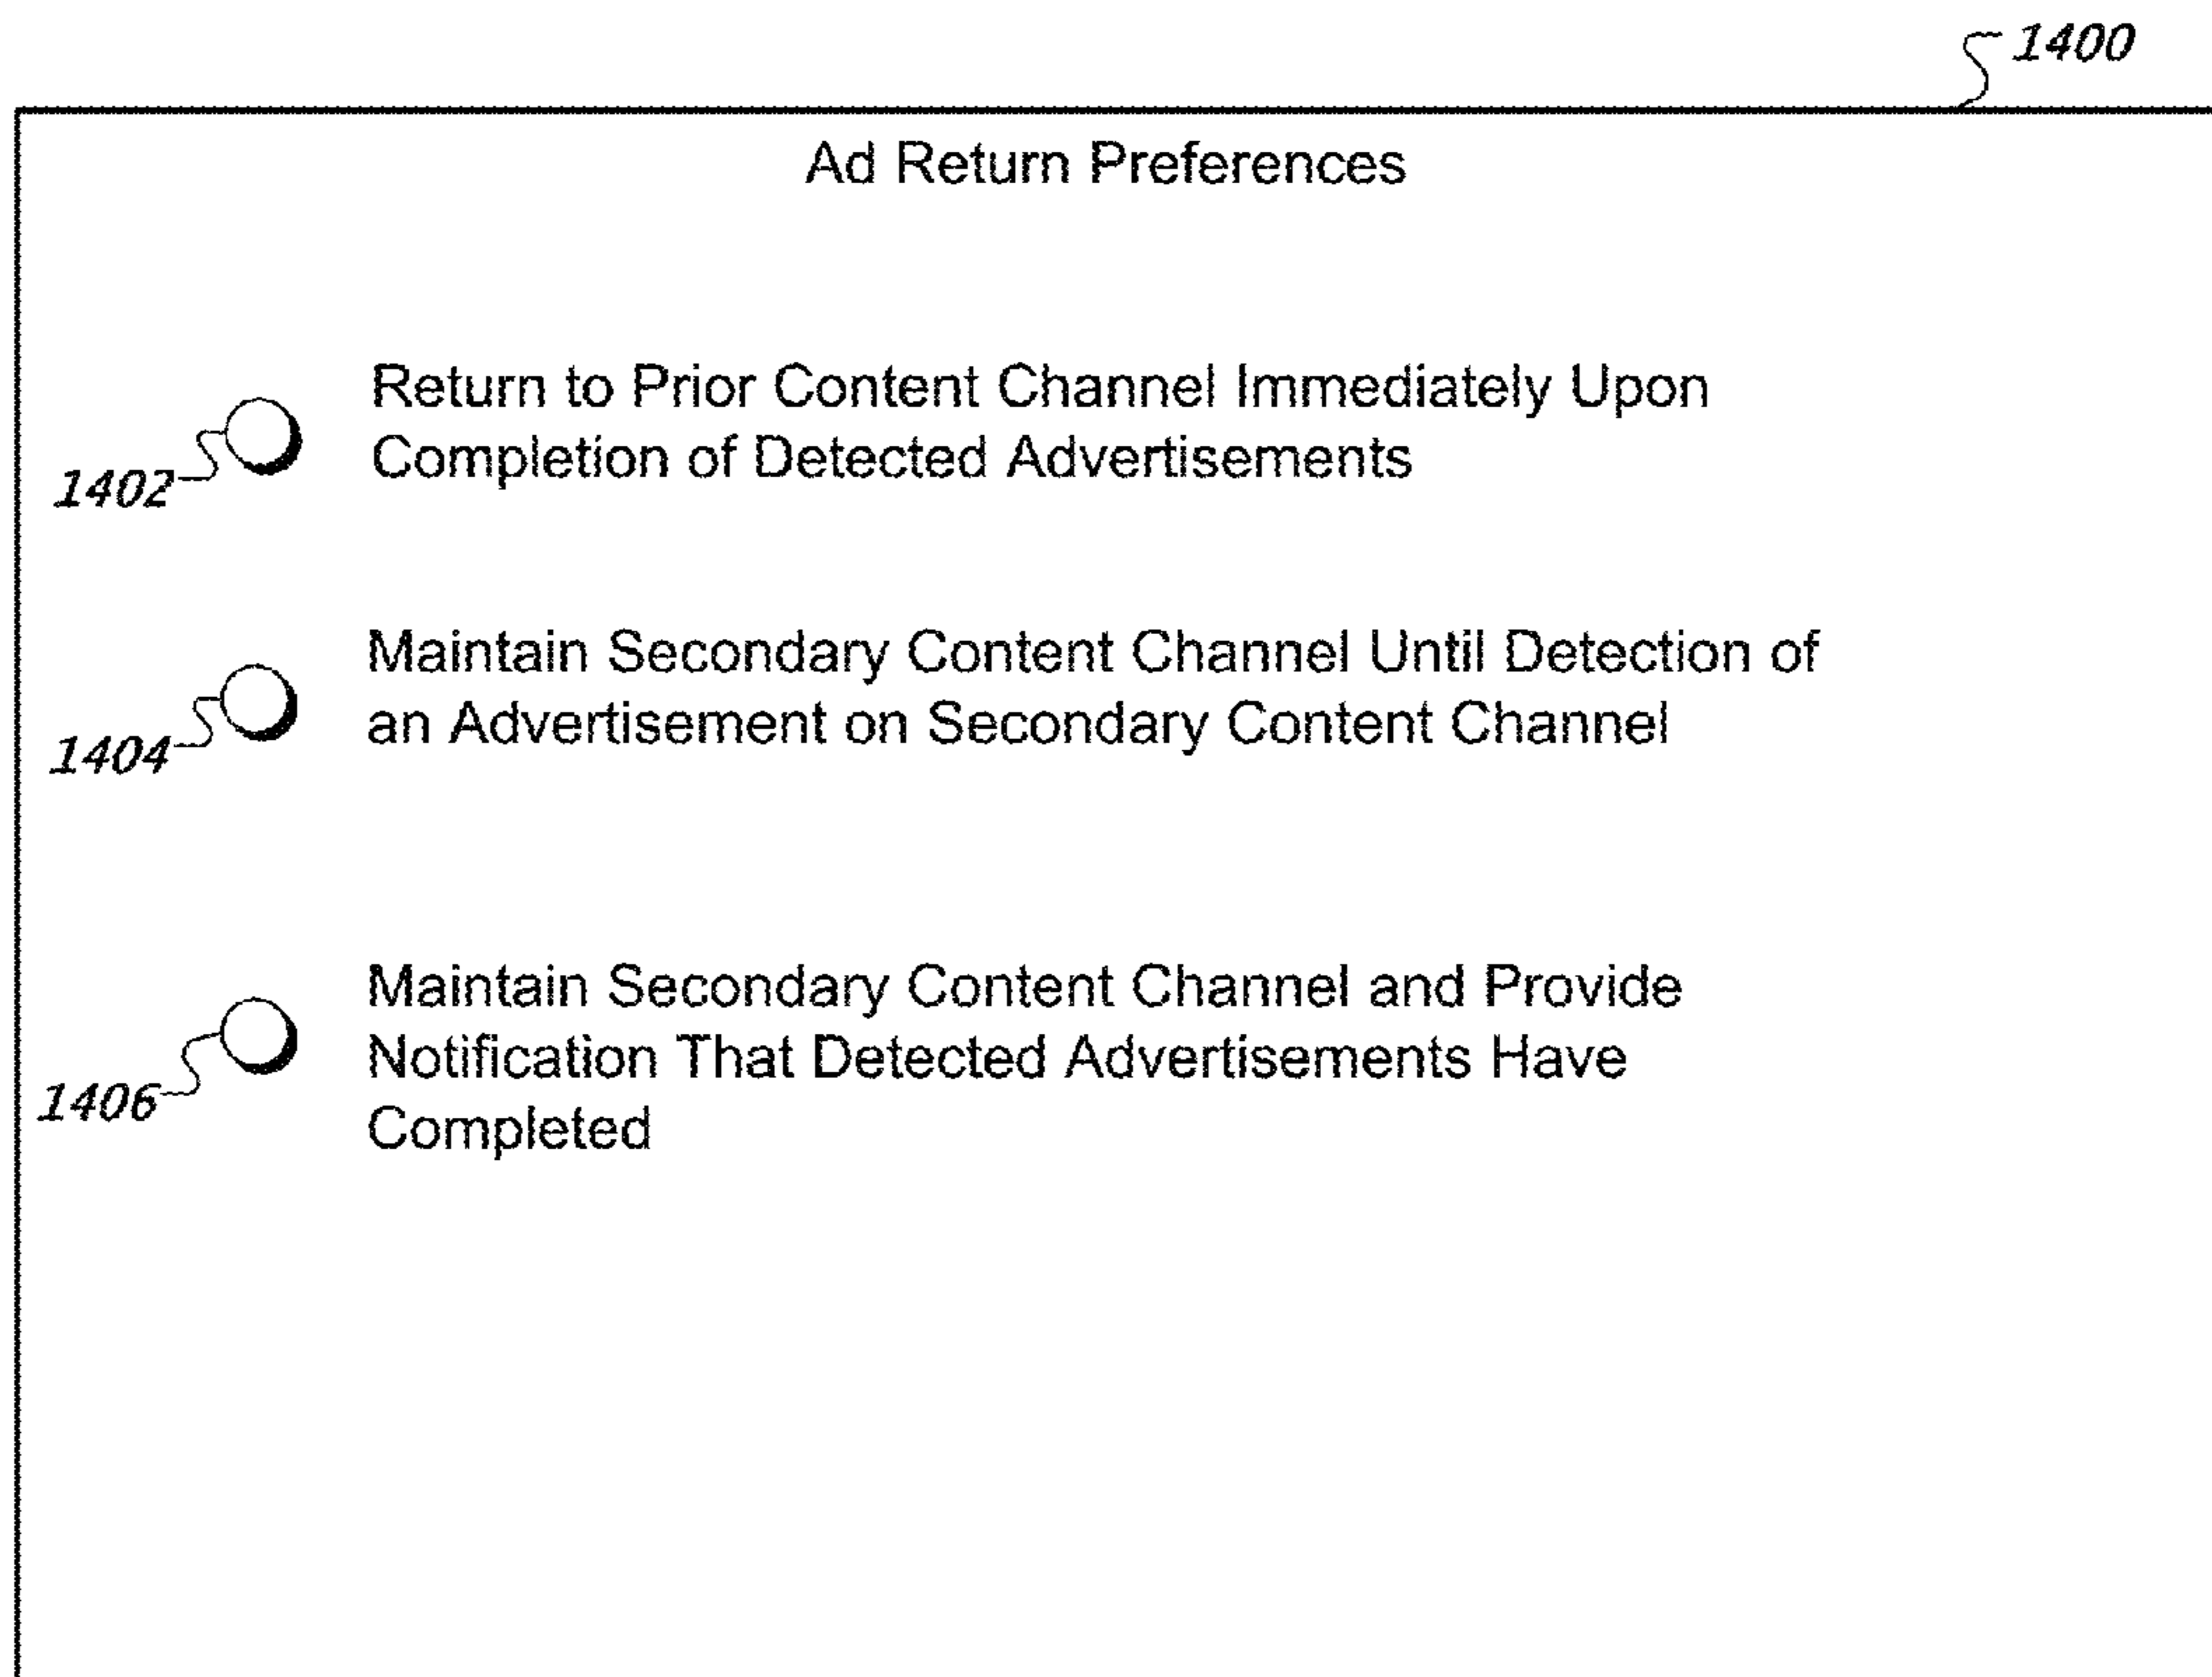 1400
Ad Return Preferences
Return to Prior Content Channel Immediately Upon
Completion of Detected Advertisements
1402
Maintain Secondary Content Channel Until Detection of
an Advertisement on Secondary Content Channel
1404
Maintain Secondary Content Channel and Provide
Notification That Detected Advertisements Have
Completed
1406